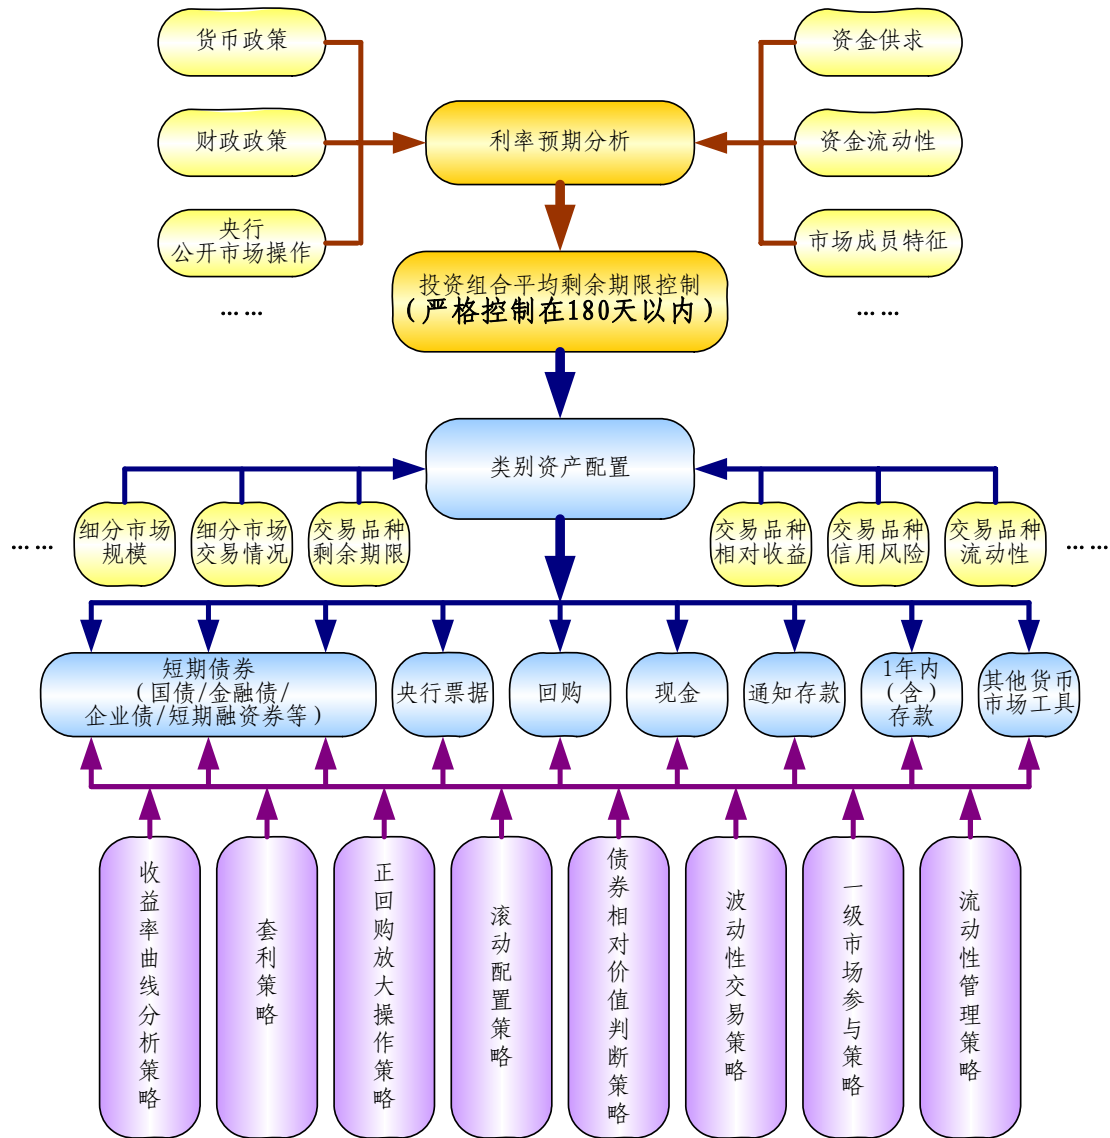 货币政策
资金供求
财政政策
利率预期分析
资金流动性
央行
公开市场操作
市场成员特征
……
投资组合平均剩余期限控制
（严格控制在180天以内）
……
类别资产配置
……
细分市场
规模
细分市场
交易情况
交易品种
剩余期限
交易品种
相对收益
交易品种
信用风险
交易品种
流动性
……
短期债券
（国债/金融债/
企业债/短期融资券等）
央行票据
回购
现金
通知存款
1年内
（含）
存款
其他货币
市场工具
收益率曲线分析策略
套利策略
正回购放大操作策略
滚动配置策略
债券相对价值判断策略
波动性交易策略
一级市场参与策略
流动性管理策略